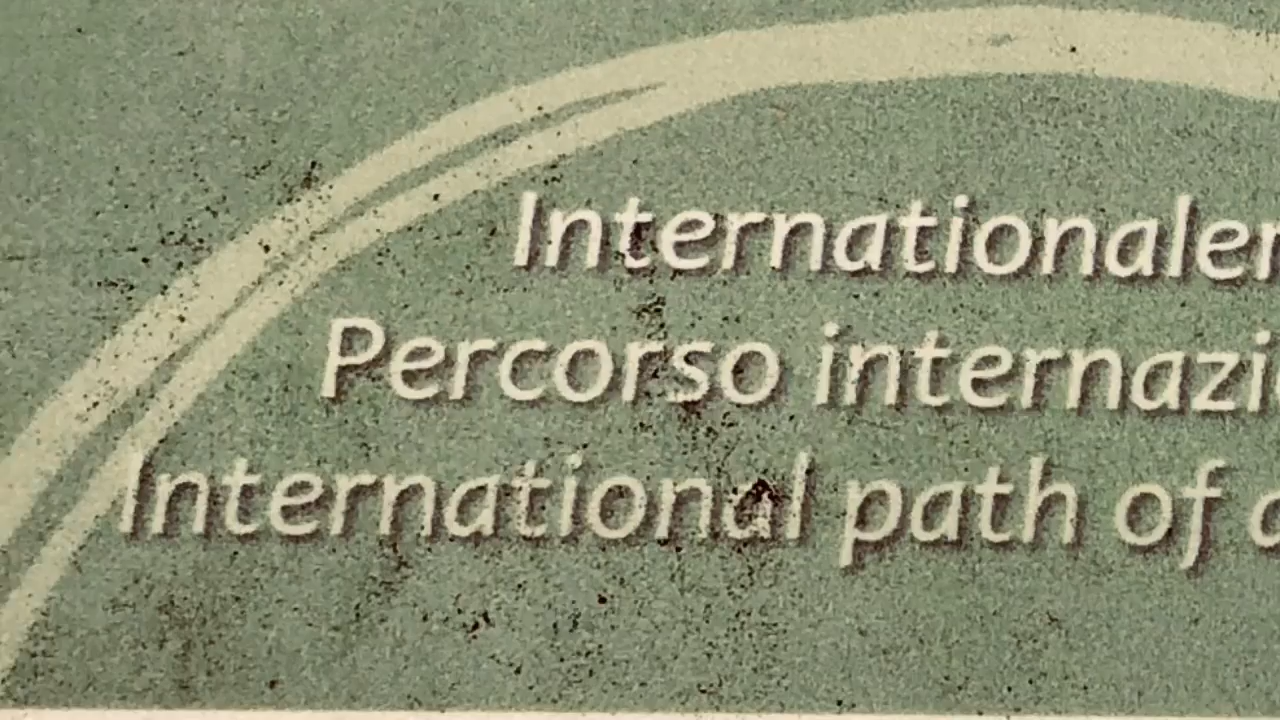 Internationaler
Percorso internazi
International path of